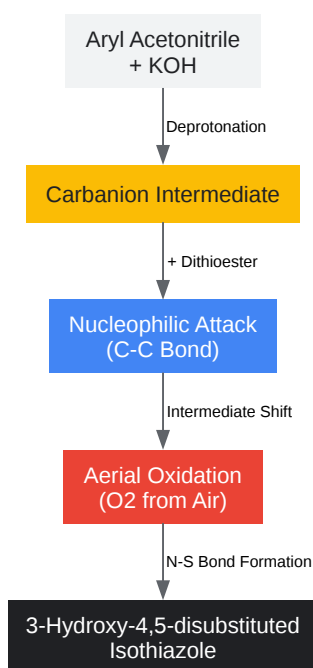 Aryl Acetonitrile
+ KOH
Deprotonation
Carbanion Intermediate
+ Dithioester
Nucleophilic Attack
(C-C Bond)
Intermediate Shift
Aerial Oxidation
(O2 from Air)
N-S Bond Formation
3-Hydroxy-4,5-disubstituted
Isothiazole